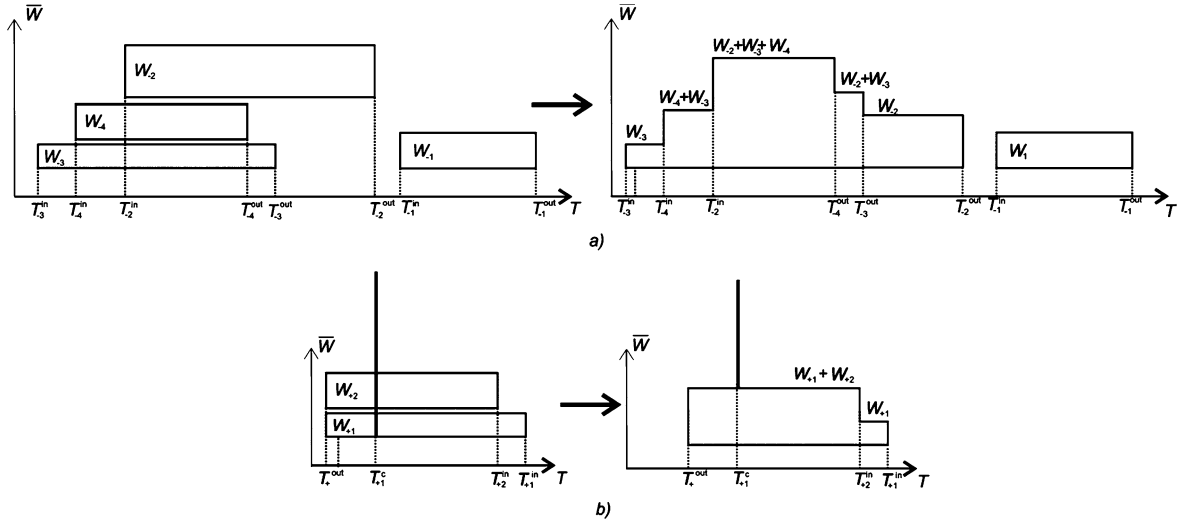 W̅
W̅
W₋₂
W₋₂+W₋₃+W₋₄
W₋₂+W₋₃
W₋₄
W₋₄+W₋₃
W₋₂
W₋₃
W₋₁
W₋₃
W₁
T₋₃ⁱⁿ T₋₄ⁱⁿ T₋₂ⁱⁿ T₋₄ᵒᵘᵗ T₋₃ᵒᵘᵗ T₋₂ᵒᵘᵗ T₋₁ⁱⁿ T₋₁ᵒᵘᵗ T
T₋₃ⁱⁿ T₋₄ⁱⁿ T₋₂ⁱⁿ T₋₄ᵒᵘᵗ T₋₃ᵒᵘᵗ T₋₂ᵒᵘᵗ T₋₁ⁱⁿ T₋₁ᵒᵘᵗ T
a)
W̅
W̅
W₊₂
W₊₁
W₊₁ + W₊₂
W₊₁
T₊ᵒᵘᵗ T₊₁ᶜ T₊₂ⁱⁿ T₊₁ⁱⁿ T
T₊ᵒᵘᵗ T₊₁ᶜ T₊₂ⁱⁿ T₊₁ⁱⁿ T
b)